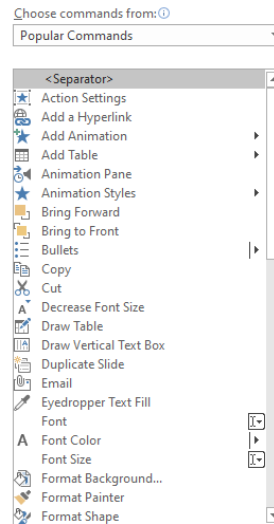 Choose commands from:
Popular Commands
<Separator>
Action Settings
Add a Hyperlink
Add Animation
Add Table
Animation Pane
Animation Styles
Bring Forward
Bring to Front
Bullets
Copy
Cut
Decrease Font Size
Draw Table
Draw Vertical Text Box
Duplicate Slide
Email
Eyedropper Text Fill
Font
Font Color
Font Size
Format Background...
Format Painter
Format Shape